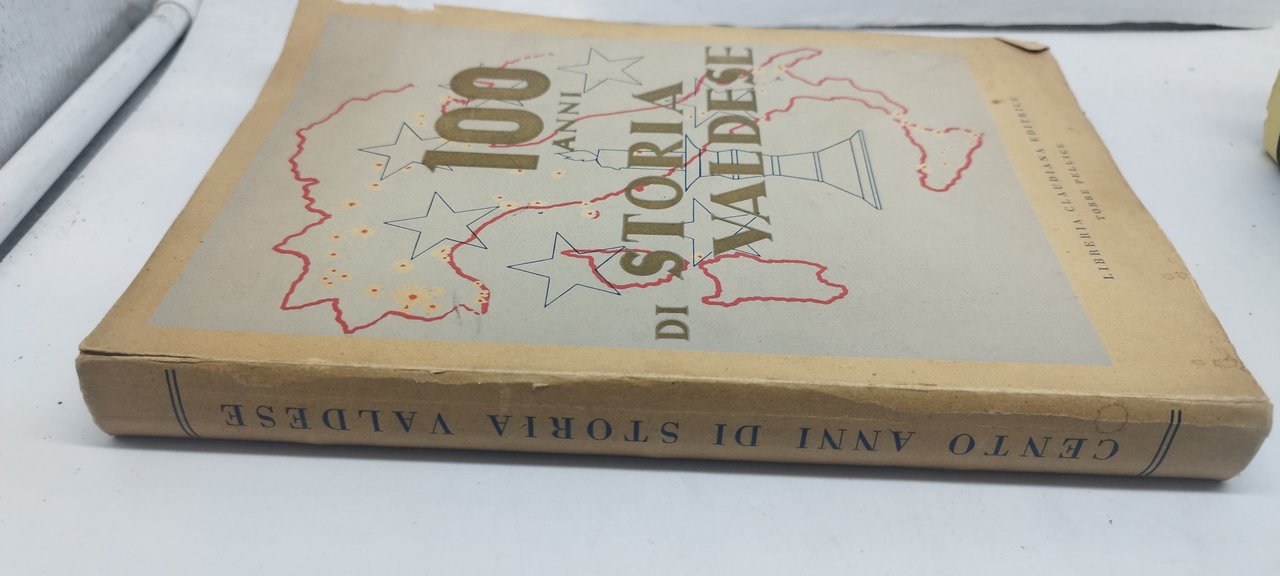 100
ANNI
DI STORIA
VALDESE
LIBRERIA CLAUDIANA EDITRICE
TORRE PELLICE
CENTO ANNI DI STORIA VALDESE